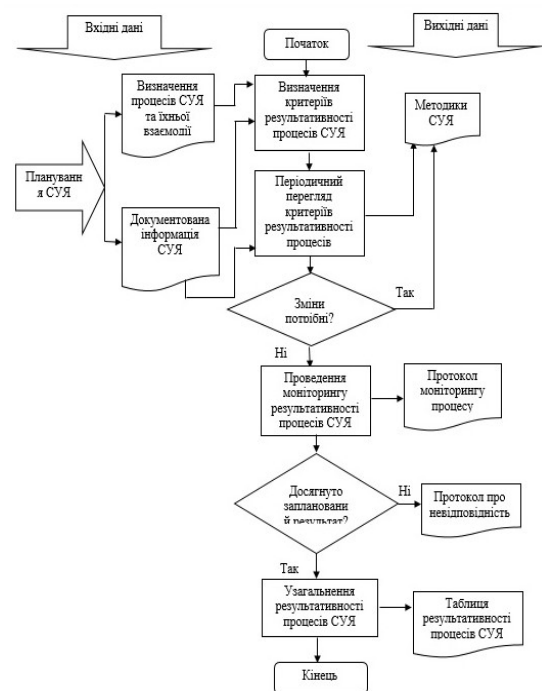 Вхідні дані
Початок
Вихідні дані
Визначення
процесів СУЯ
та їхньої
взаємодії
Визначення
критеріїв
результативності
процесів СУЯ
Методики
СУЯ
Плануванн
я СУЯ
Періодичний
перегляд
критеріїв
результативності
процесів
Документована
інформація
СУЯ
Зміни
потрібні?
Так
Ні
Проведення
моніторингу
результативності
процесів СУЯ
Протокол
моніторингу
процесу
Досягнуто
запланован­и
й результат?
Ні
Протокол про
невідповідність
Так
Узагальнення
результативності
процесів СУЯ
Таблиця
результативності
процесів СУЯ
Кінець